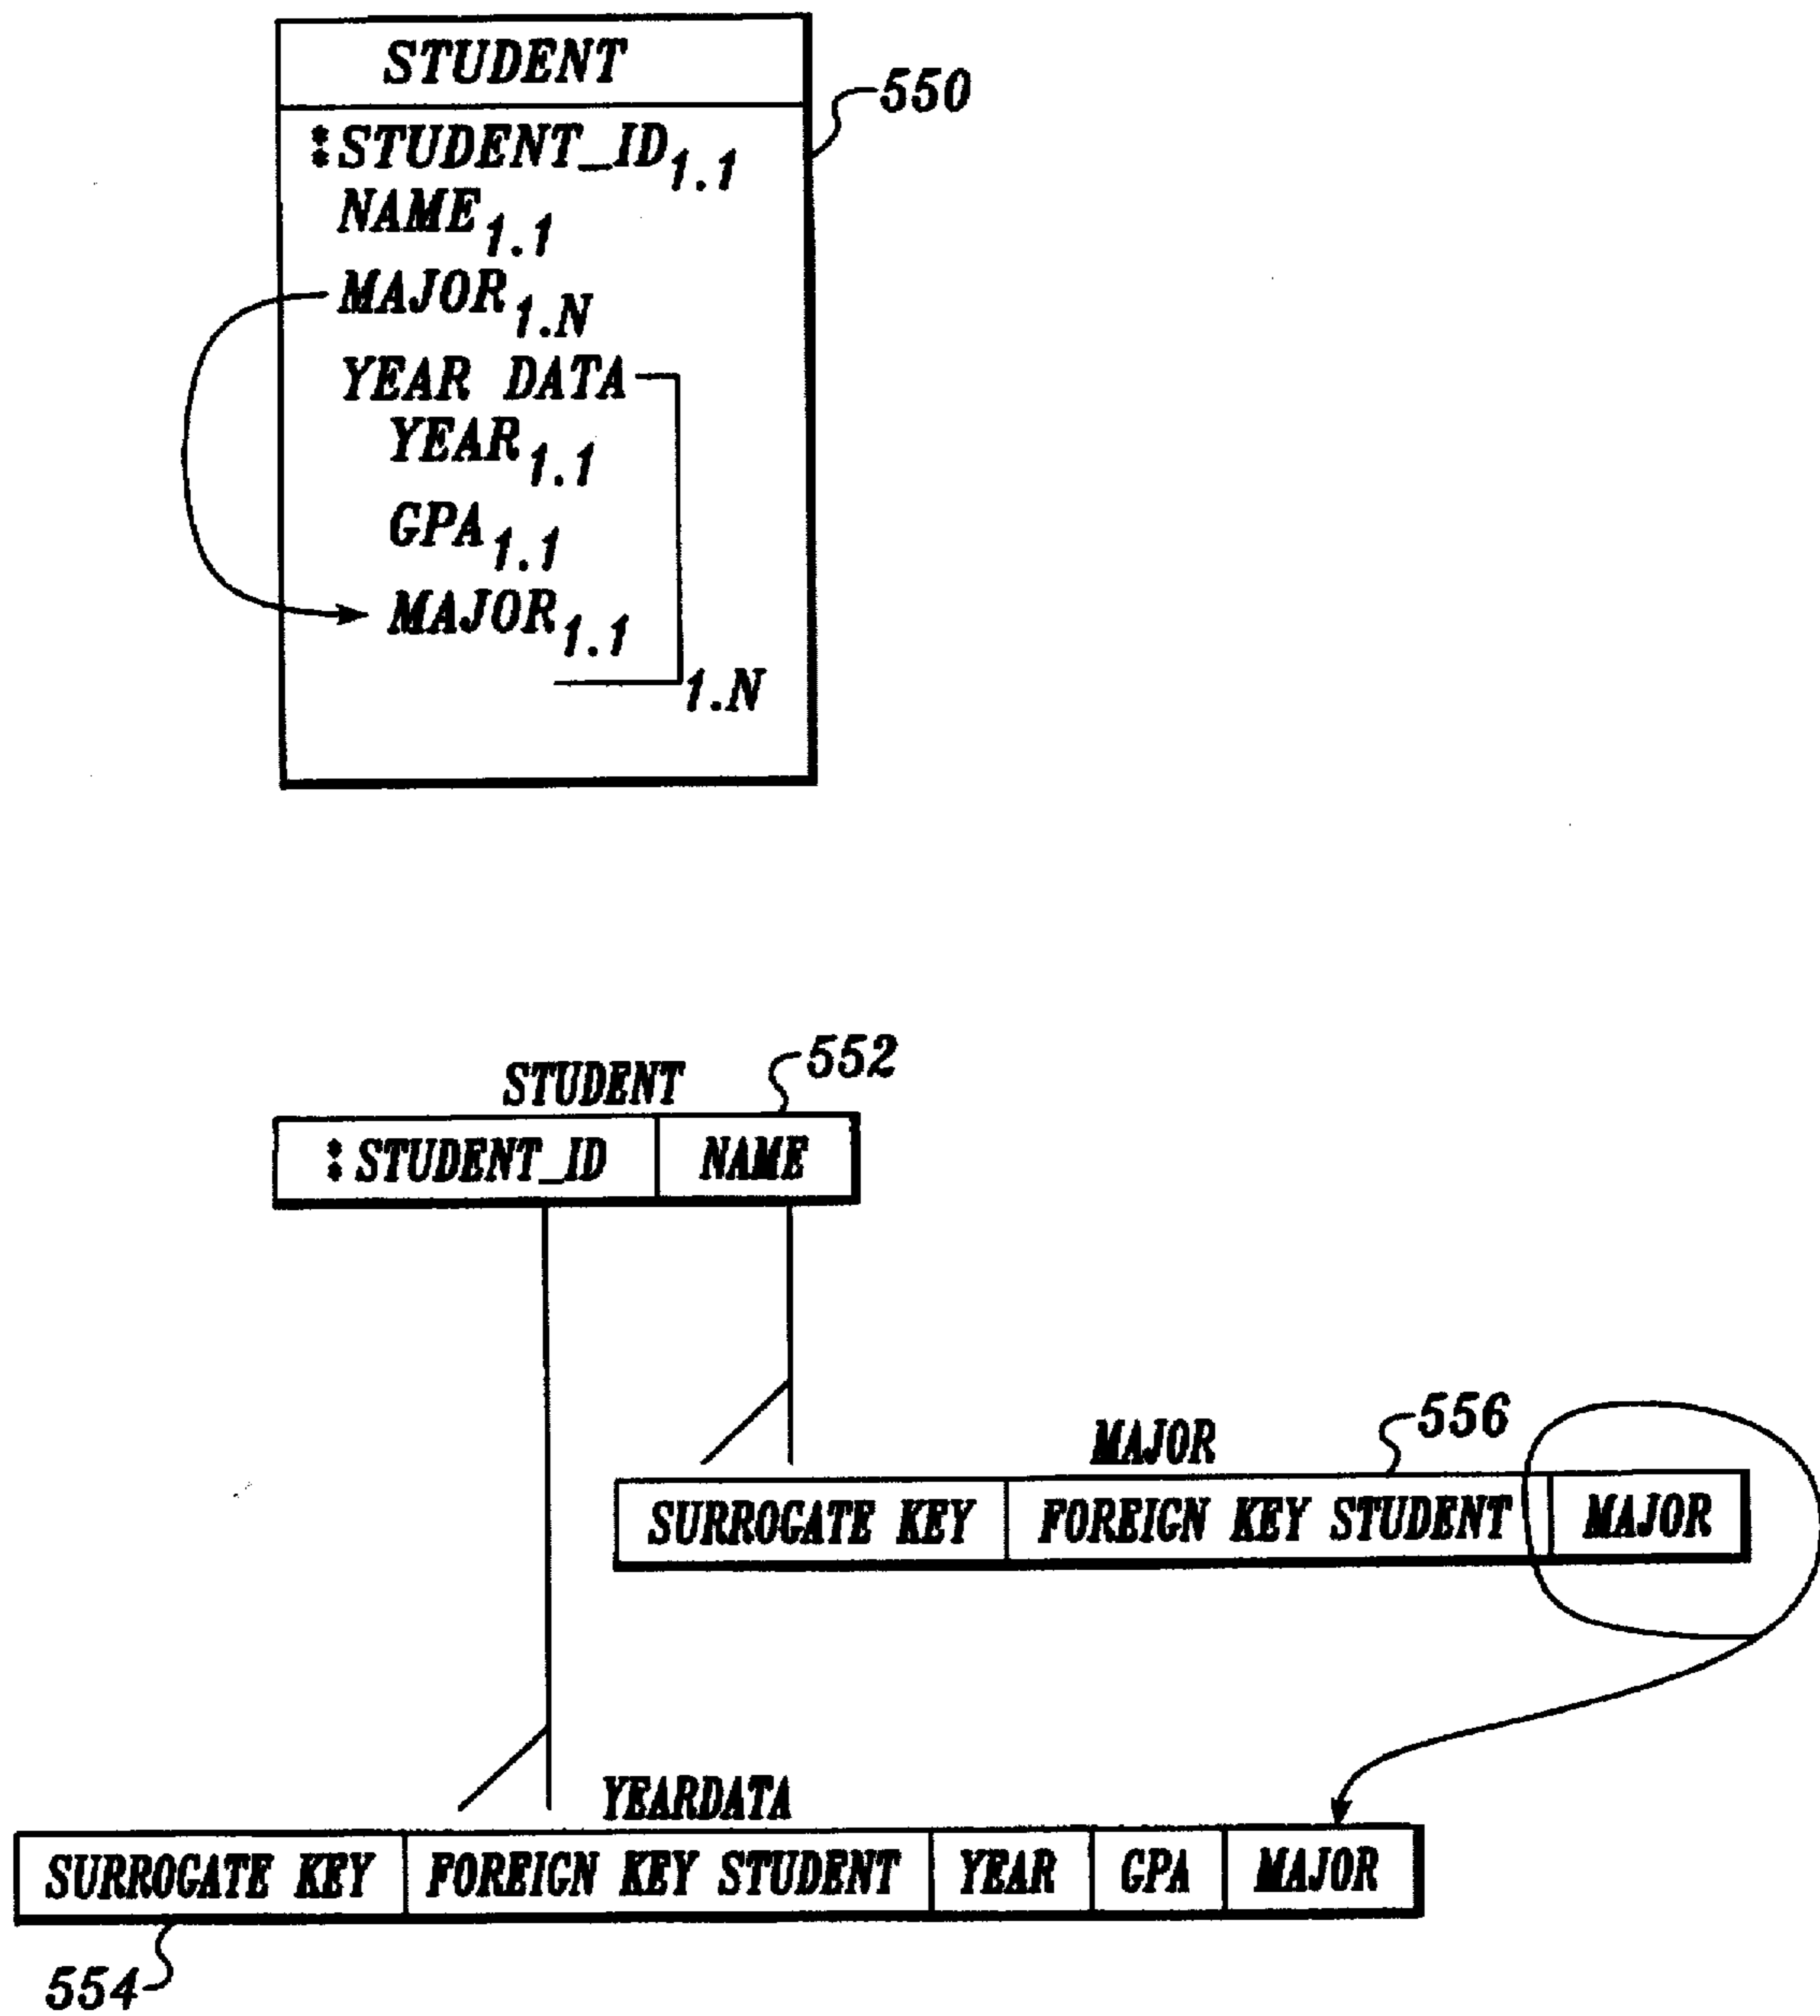 STUDENT
550
:STUDENT_ID1.1
NAME1.1
MAJOR1.N
YEAR DATA
YEAR1.1
GPA1.1
MAJOR1.1
1.N
STUDENT 552
:STUDENT_ID NAME
MAJOR 556
SURROGATE KEY FOREIGN KEY STUDENT MAJOR
YEARDATA
SURROGATE KEY FOREIGN KEY STUDENT YEAR GPA MAJOR
554